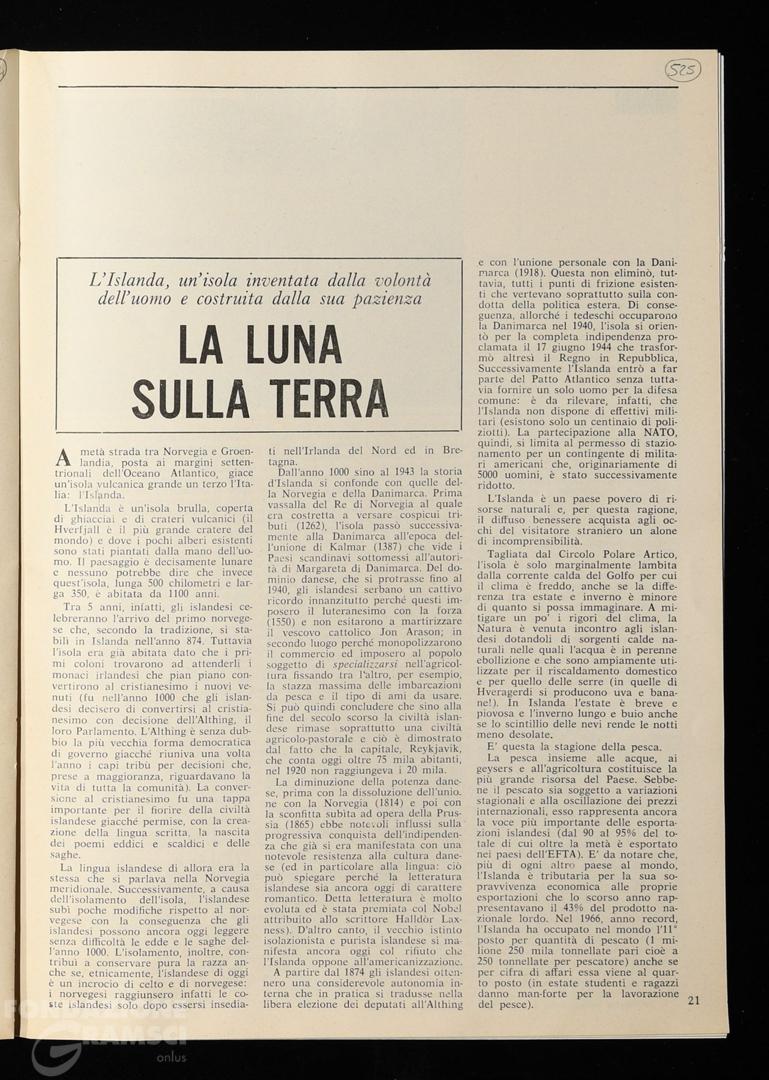 525
L'Islanda, un'isola inventata dalla volontà
dell'uomo e costruita dalla sua pazienza
LA LUNA
SULLA TERRA
A metà strada tra Norvegia e Groen-
landia, posta ai margini setten-
trionali dell'Oceano Atlantico, giace
un'isola vulcanica grande un terzo l'Ita-
lia: l'Islanda.
L'Islanda è un'isola brulla, coperta
di ghiacciai e di crateri vulcanici (il
Hverfjall è il più grande cratere del
mondo) e dove i pochi alberi esistenti
sono stati piantati dalla mano dell'uo-
mo. Il paesaggio è decisamente lunare
e nessuno potrebbe dire che invece
quest'isola, lunga 500 chilometri e lar-
ga 350, è abitata da 1100 anni.
Tra 5 anni, infatti, gli islandesi ce-
lebreranno l'arrivo del primo norvege-
se che, secondo la tradizione, si sta-
bilì in Islanda nell'anno 874. Tuttavia
l'isola era già abitata dato che i pri-
mi coloni trovarono ad attenderli i
monaci irlandesi che pian piano con-
vertirono al cristianesimo i nuovi ve-
nuti (fu nell'anno 1000 che gli islan-
desi decisero di convertirsi al cristia-
nesimo con decisione dell'Althing, il
loro Parlamento. L'Althing è senza dub-
bio la più vecchia forma democratica
di governo giacché riuniva una volta
l'anno i capi tribù per decisioni che,
prese a maggioranza, riguardavano la
vita di tutta la comunità). La conver-
sione al cristianesimo fu una tappa
importante per il fiorire della civiltà
islandese giacché permise, con la crea-
zione della lingua scritta, la nascita
dei poemi eddici e scaldici e delle
saghe.
La lingua islandese di allora era la
stessa che si parlava nella Norvegia
meridionale. Successivamente, a causa
dell'isolamento dell'isola, l'islandese
subì poche modifiche rispetto al nor-
vegese con la conseguenza che gli
islandesi possono ancora oggi leggere
senza difficoltà le edde e le saghe del-
l'anno 1000. L'isolamento, inoltre, con-
tribuì a conservare pura la razza an-
che se, etnicamente, l'islandese di oggi
è un incrocio di celto e di norvegese:
i norvegesi raggiunsero infatti le co-
ste islandesi solo dopo essersi insedia-
ti nell'Irlanda del Nord ed in Bre-
tagna.
Dall'anno 1000 sino al 1943 la storia
d'Islanda si confonde con quelle del-
la Norvegia e della Danimarca. Prima
vassalla del Re di Norvegia al quale
era costretta a versare cospicui tri-
buti (1262), l'isola passò successiva-
mente alla Danimarca all'epoca del-
l'unione di Kalmar (1387) che vide i
Paesi scandinavi sottomessi all'autori-
tà di Margareta di Danimarca. Del do-
minio danese, che si protrasse fino al
1940, gli islandesi serbano un cattivo
ricordo innanzitutto perché questi im-
posero il luteranesimo con la forza
(1550) e non esitarono a martirizzare
il vescovo cattolico Jon Arason; in
secondo luogo perché monopolizzarono
il commercio ed imposero al popolo
soggetto di specializzarsi nell'agricol-
tura fissando tra l'altro, per esempio,
la stazza massima delle imbarcazioni
da pesca e il tipo di ami da usare.
Si può quindi concludere che sino alla
fine del secolo scorso la civiltà islan-
dese rimase soprattutto una civiltà
agricolo-pastorale e ciò è dimostrato
dal fatto che la capitale, Reykjavik,
che conta oggi oltre 75 mila abitanti,
nel 1920 non raggiungeva i 20 mila.
La diminuzione della potenza dane-
se, prima con la dissoluzione dell'unio.
ne con la Norvegia (1814) e poi con
la sconfitta subìta ad opera della Prus-
sia (1865) ebbe notevoli influssi sulla
progressiva conquista dell'indipenden-
za che già si era manifestata con una
notevole resistenza alla cultura dane-
se (ed in particolare alla lingua: ciò
può spiegare perché la letteratura
islandese sia ancora oggi di carattere
romantico. Detta letteratura è molto
evoluta ed è stata premiata col Nobel
attribuito allo scrittore Halldòr Lax-
ness). D'altro canto, il vecchio istinto
isolazionista e purista islandese si ma-
nifesta ancora oggi col rifiuto che
l'Islanda oppone all'americanizzazione.
A partire dal 1874 gli islandesi otten-
nero una considerevole autonomia in-
terna che in pratica si tradusse nella
libera elezione dei deputati all'Althing
e con l'unione personale con la Dani-
marca (1918). Questa non eliminò, tut-
tavia, tutti i punti di frizione esisten-
ti che vertevano soprattutto sulla con-
dotta della politica estera. Di conse-
guenza, allorché i tedeschi occuparono
la Danimarca nel 1940, l'isola si orien-
tò per la completa indipendenza pro-
clamata il 17 giugno 1944 che trasfor-
mò altresì il Regno in Repubblica,
Successivamente l'Islanda entrò a far
parte del Patto Atlantico senza tutta-
via fornire un solo uomo per la difesa
comune: è da rilevare, infatti, che
l'Islanda non dispone di effettivi mili-
tari (esistono solo un centinaio di poli-
ziotti). La partecipazione alla NATO,
quindi, si limita al permesso di stazio-
namento per un contingente di milita-
ri americani che, originariamente di
5000 uomini, è stato successivamente
ridotto.
L'Islanda è un paese povero di ri-
sorse naturali e, per questa ragione,
il diffuso benessere acquista agli oc-
chi del visitatore straniero un alone
di incomprensibilità.
Tagliata dal Circolo Polare Artico,
l'isola è solo marginalmente lambita
dalla corrente calda del Golfo per cui
il clima è freddo, anche se la diffe-
renza tra estate e inverno è minore
di quanto si possa immaginare. A mi-
tigare un po' i rigori del clima, la
Natura è venuta incontro agli islan-
desi dotandoli di sorgenti calde na-
turali nelle quali l'acqua è in perenne
ebollizione e che sono ampiamente uti-
lizzate per il riscaldamento domestico
e per quello delle serre (in quelle di
Hveragerdi si producono uva e bana-
ne!). In Islanda l'estate è breve e
piovosa e l'inverno lungo e buio anche
se lo scintillio delle nevi rende le notti
meno desolate.
E' questa la stagione della pesca.
La pesca insieme alle acque, ai
geysers e all'agricoltura costituisce la
più grande risorsa del Paese. Sebbe-
ne il pescato sia soggetto a variazioni
stagionali e alla oscillazione dei prezzi
internazionali, esso rappresenta ancora
la voce più importante delle esporta-
zioni islandesi (dal 90 al 95% del to-
tale di cui oltre la metà è esportato
nei paesi dell'EFTA). E' da notare che,
più di ogni altro paese al mondo,
l'Islanda è tributaria per la sua so-
pravvivenza economica alle proprie
esportazioni che lo scorso anno rap-
presentavano il 43% del prodotto na-
zionale lordo. Nel 1966, anno record,
l'Islanda ha occupato nel mondo l'11°
posto per quantità di pescato (1 mi-
lione 250 mila tonnellate pari cioè a
250 tonnellate per pescatore) anche se
per cifra di affari essa viene al quar-
to posto (in estate studenti e ragazzi
danno man-forte per la lavorazione
del pesce).
21
GRAMSCI
onlus